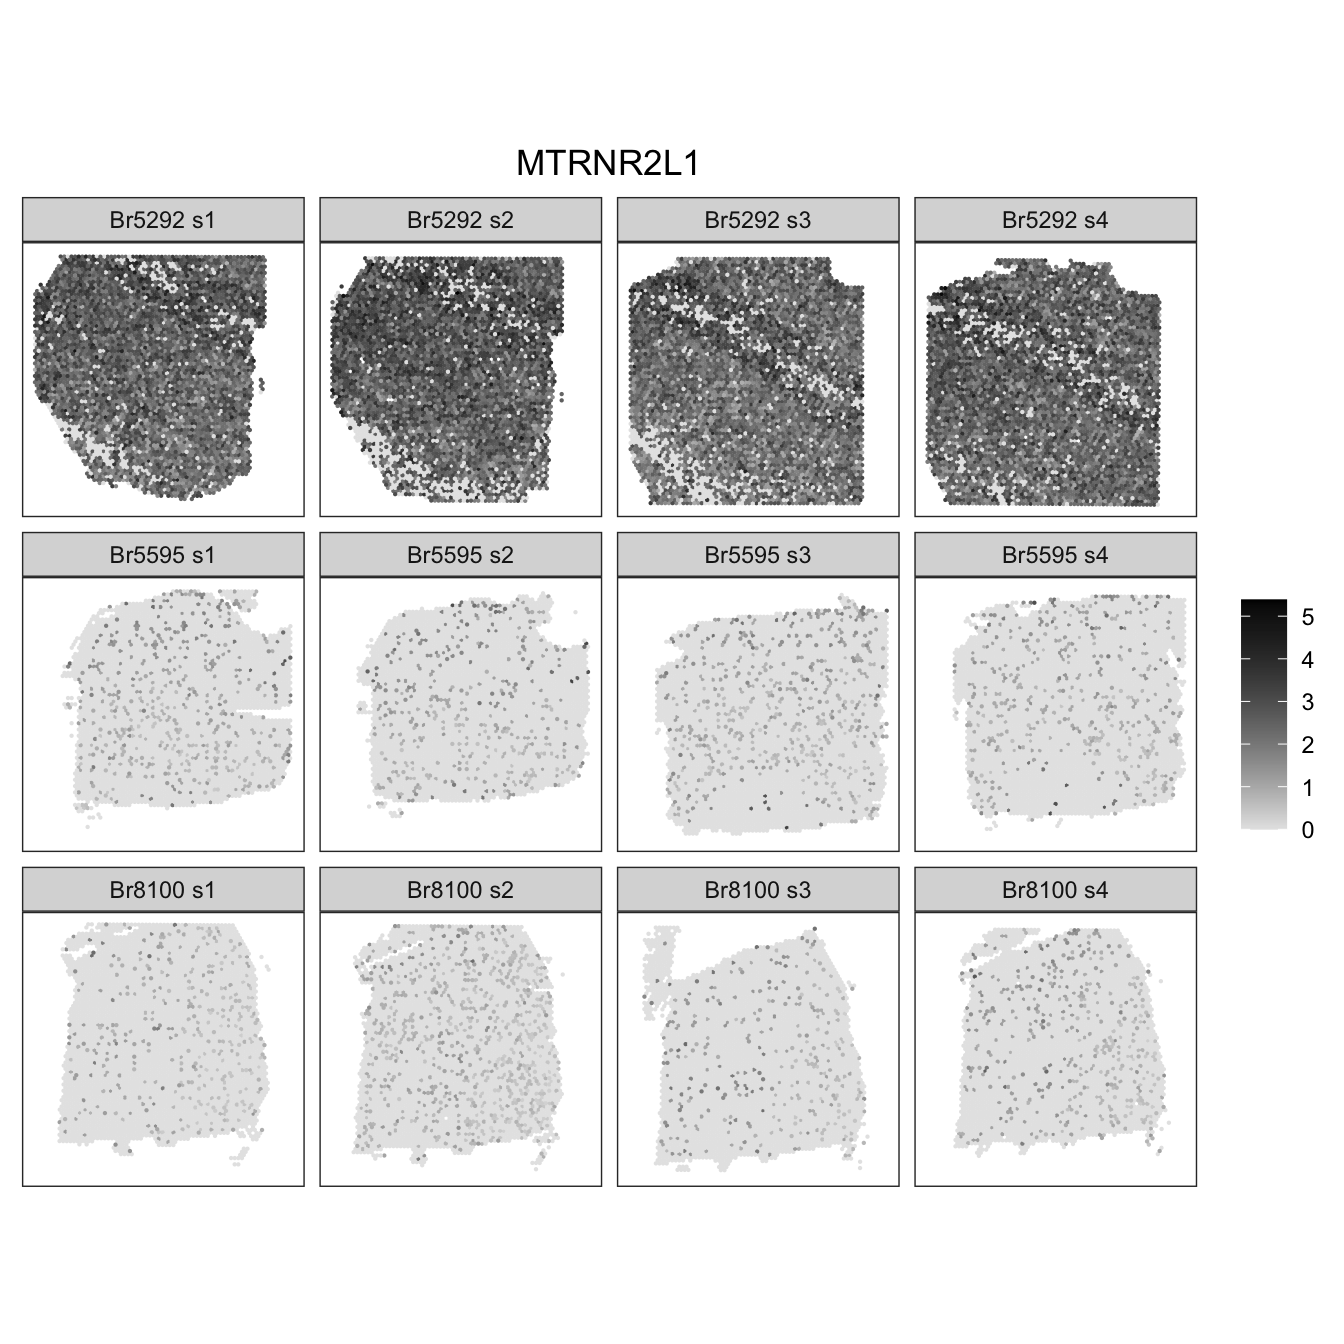 MTRNR2L1
Br5292 s1
Br5292 s2
Br5292 s3
Br5292 s4
Br5595 s1
Br5595 s2
Br5595 s3
Br5595 s4
5
4
3
2
1
0
Br8100 s1
Br8100 s2
Br8100 s3
Br8100 s4